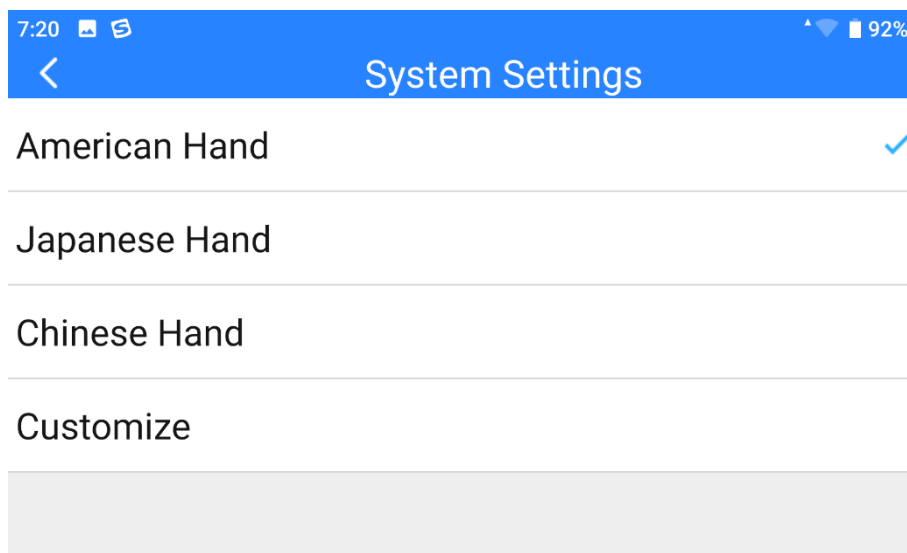 7:20 92%
System Settings
American Hand
Japanese Hand
Chinese Hand
Customize